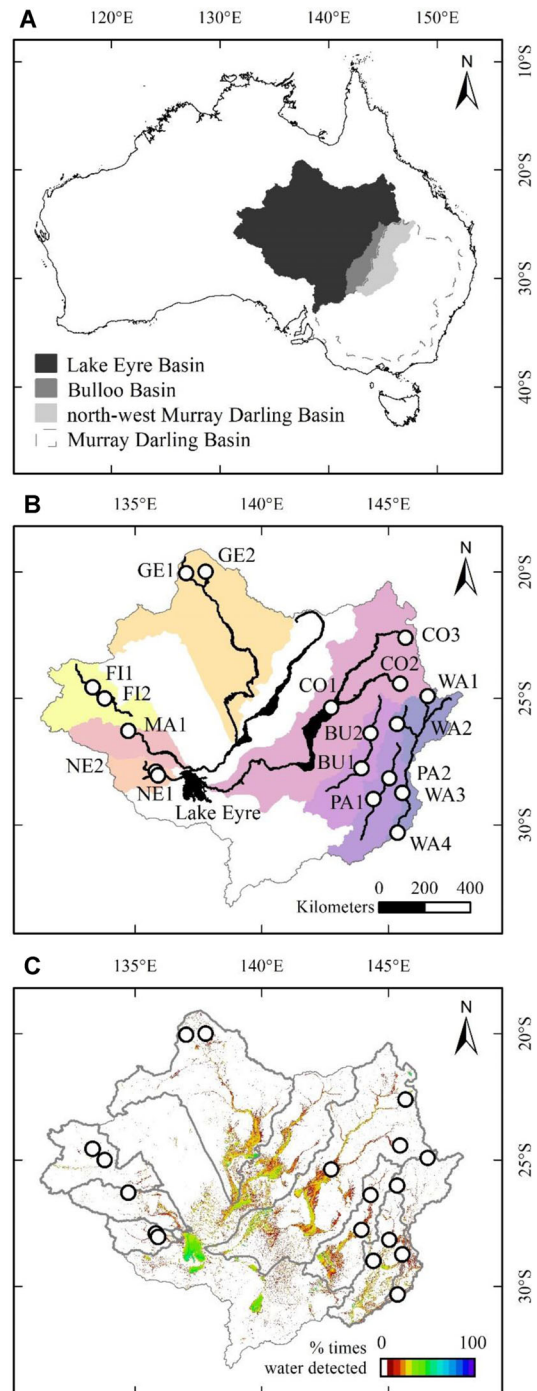 A
120°E 130°E 140°E 150°E
N
10°S
20°S
30°S
40°S
Lake Eyre Basin
Bulloo Basin
north-west Murray Darling Basin
Murray Darling Basin
B
135°E 140°E 145°E
N
20°S
25°S
30°S
GE1 GE2
CO3
FI1
FI2
CO2
CO1
WA1
MA1
BU2
WA2
NE2
BU1
PA2
NE1
PA1
WA3
Lake Eyre
WA4
0 200 400
Kilometers
C
135°E 140°E 145°E
N
20°S
25°S
30°S
% times
water detected
0 100